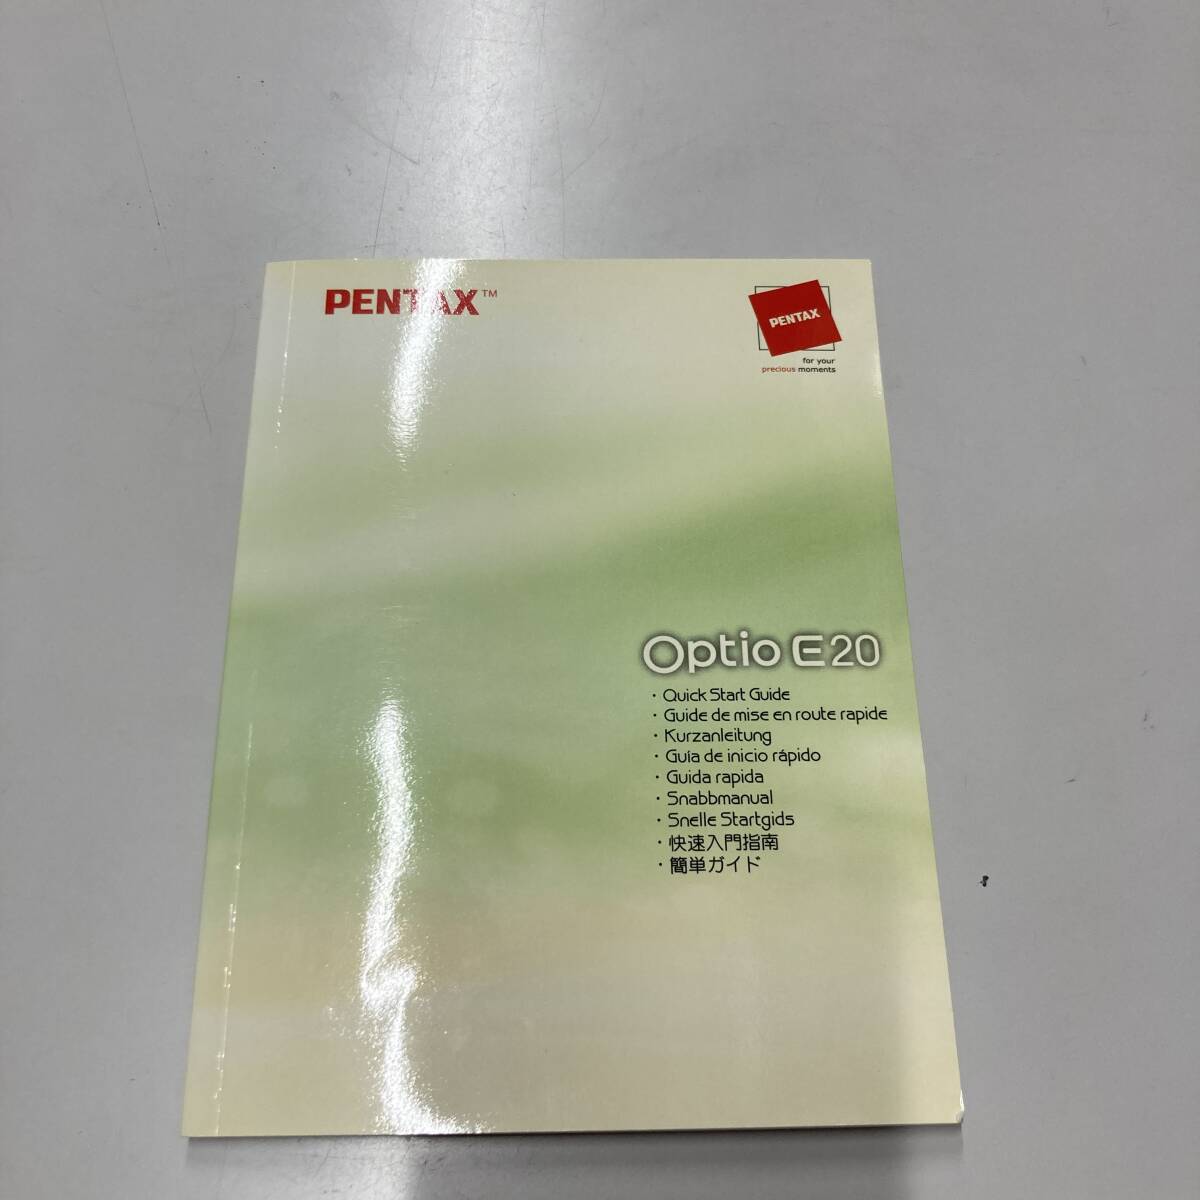 PENTAX™
PENTAX
for your
precious moments
Optio E20
・Quick Start Guide
・Guide de mise en route rapide
・Kurzanleitung
・Guía de inicio rápido
・Guida rapida
・Snabbmanual
・Snelle Startgids
・快速入門指南
・簡単ガイド